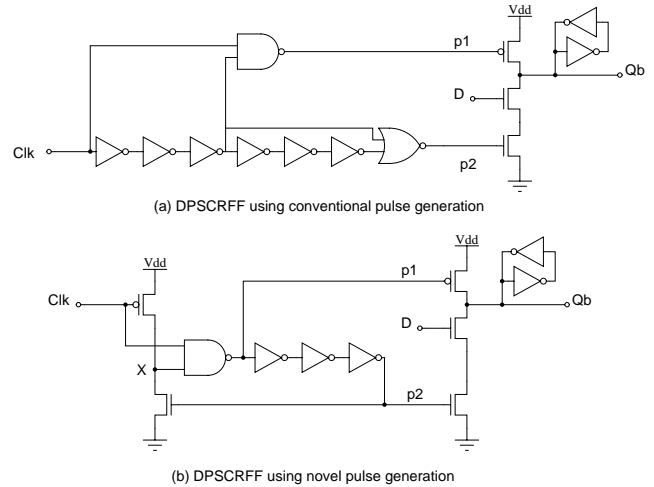 Vdd
p1
Qb
D
Clk
p2
(a) DPSCRFF using conventional pulse generation
Vdd
Vdd
p1
Clk
Qb
D
X
p2
(b) DPSCRFF using novel pulse generation